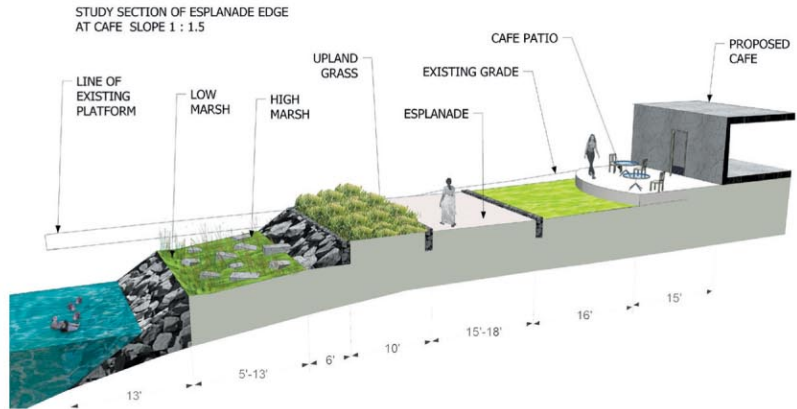 STUDY SECTION OF ESPLANADE EDGE
AT CAFE SLOPE 1 : 1.5
LINE OF
EXISTING
PLATFORM
LOW
MARSH
HIGH
MARSH
UPLAND
GRASS
ESPLANADE
EXISTING GRADE
CAFE PATIO
PROPOSED
CAFE
13'
5'-13'
6'
10'
15'-18'
16'
15'